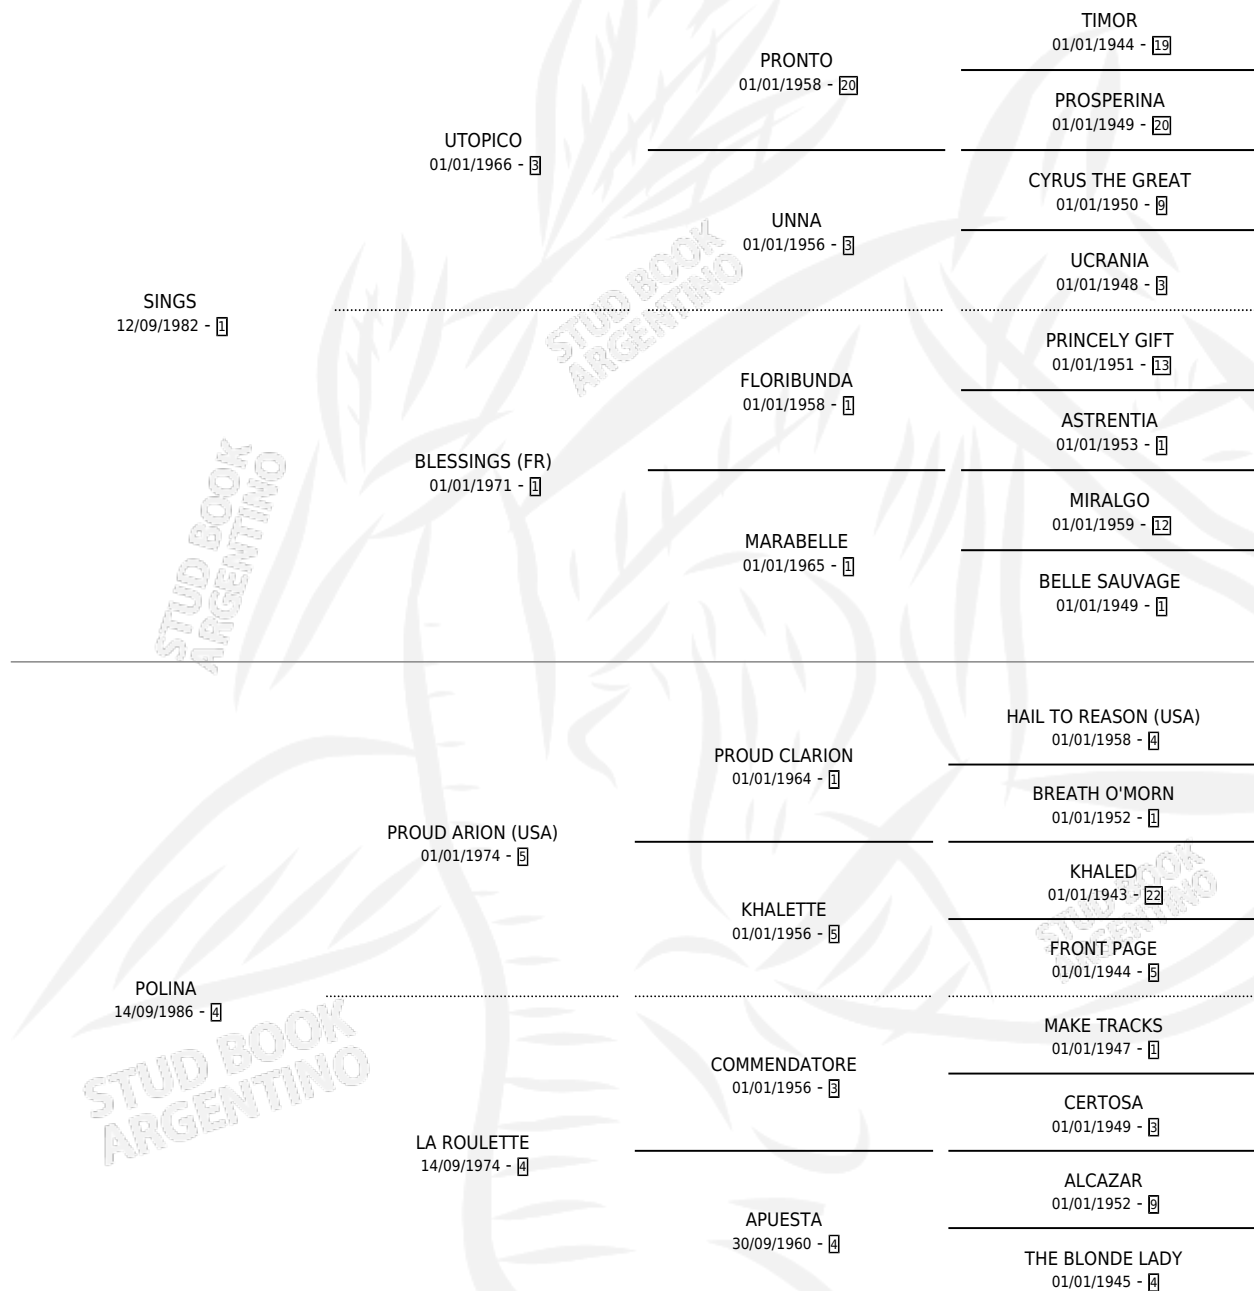 TIMOR
01/01/1944 - 19
PRONTO
01/01/1958 - 20
PROSPERINA
01/01/1949 - 20
UTOPICO
01/01/1966 - 3
CYRUS THE GREAT
01/01/1950 - 9
UNNA
01/01/1956 - 3
UCRANIA
01/01/1948 - 3
SINGS
12/09/1982 - 1
PRINCELY GIFT
01/01/1951 - 13
FLORIBUNDA
01/01/1958 - 1
ASTRENTIA
01/01/1953 - 1
BLESSINGS (FR)
01/01/1971 - 1
MIRALGO
01/01/1959 - 12
MARABELLE
01/01/1965 - 1
BELLE SAUVAGE
01/01/1949 - 1
HAIL TO REASON (USA)
01/01/1958 - 4
PROUD CLARION
01/01/1964 - 1
BREATH O'MORN
01/01/1952 - 1
PROUD ARION (USA)
01/01/1974 - 5
KHALED
01/01/1943 - 22
KHALETTE
01/01/1956 - 5
FRONT PAGE
01/01/1944 - 5
POLINA
14/09/1986 - 4
MAKE TRACKS
01/01/1947 - 1
COMMENDATORE
01/01/1956 - 3
CERTOSA
01/01/1949 - 3
LA ROULETTE
14/09/1974 - 4
ALCAZAR
01/01/1952 - 9
APUESTA
30/09/1960 - 4
THE BLONDE LADY
01/01/1945 - 4
STUD BOOK
ARGENTINO
STUD BOOK
ARGENTINO
STUD BOOK
ARGENTINO
STUD BOOK
ARGENTINO